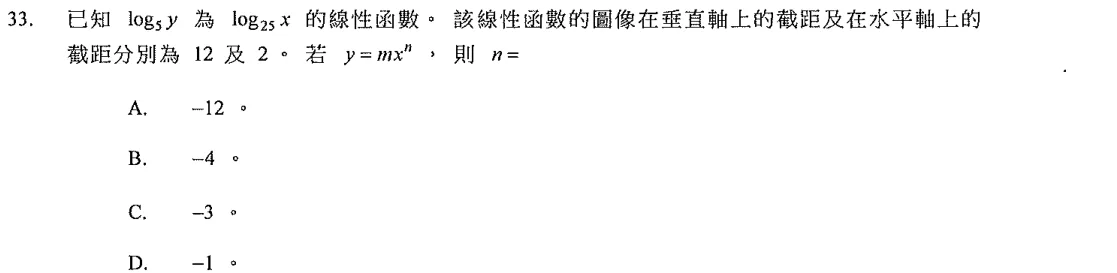 33. 已知 log₅ y 為 log₂₅ x 的線性函數。該線性函數的圖像在垂直軸上的截距及在水平軸上的
截距分別為 12 及 2。若 y = mxⁿ,則 n =
A. −12。
B. −4。
C. −3。
D. −1。